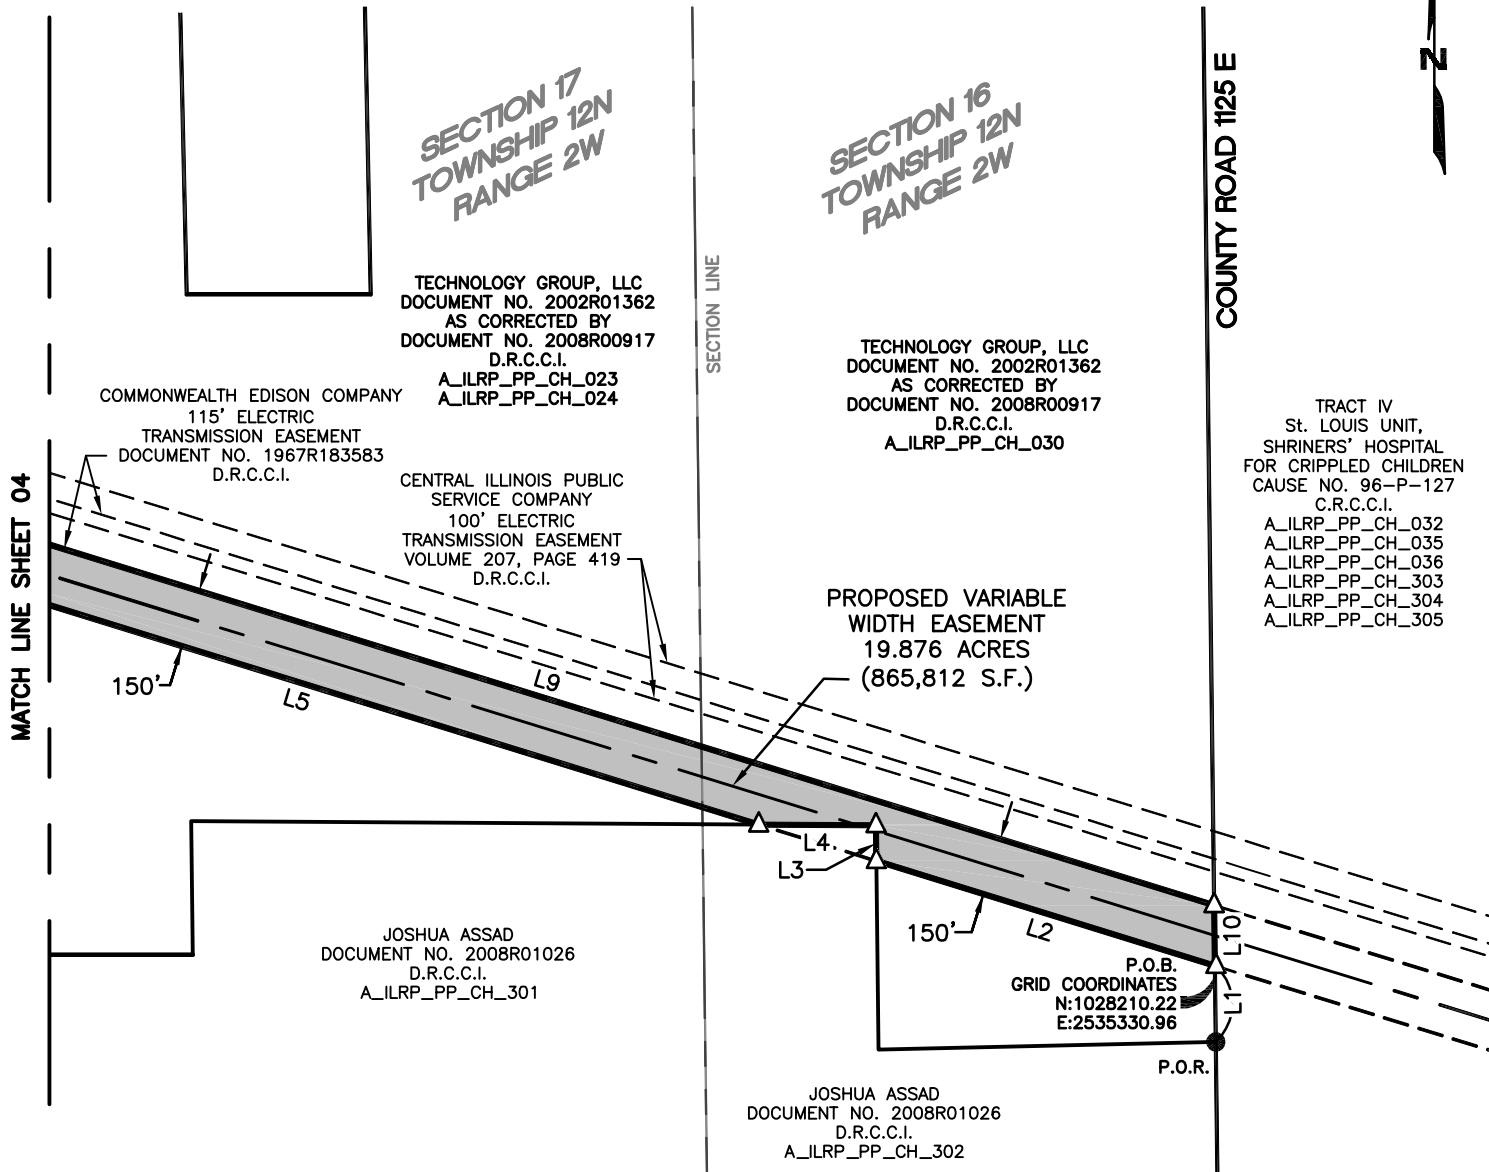 N
SECTION 17
TOWNSHIP 12N
RANGE 2W
SECTION 16
TOWNSHIP 12N
RANGE 2W
COUNTY ROAD 1125 E
SECTION LINE
TECHNOLOGY GROUP, LLC
DOCUMENT NO. 2002R01362
AS CORRECTED BY
DOCUMENT NO. 2008R00917
D.R.C.C.I.
A_ILRP_PP_CH_023
A_ILRP_PP_CH_024
TECHNOLOGY GROUP, LLC
DOCUMENT NO. 2002R01362
AS CORRECTED BY
DOCUMENT NO. 2008R00917
D.R.C.C.I.
A_ILRP_PP_CH_030
COMMONWEALTH EDISON COMPANY
115' ELECTRIC
TRANSMISSION EASEMENT
DOCUMENT NO. 1967R183583
D.R.C.C.I.
CENTRAL ILLINOIS PUBLIC
SERVICE COMPANY
100' ELECTRIC
TRANSMISSION EASEMENT
VOLUME 207, PAGE 419
D.R.C.C.I.
TRACT IV
St. LOUIS UNIT,
SHRINERS' HOSPITAL
FOR CRIPPLED CHILDREN
CAUSE NO. 96-P-127
C.R.C.C.I.
A_ILRP_PP_CH_032
A_ILRP_PP_CH_035
A_ILRP_PP_CH_036
A_ILRP_PP_CH_303
A_ILRP_PP_CH_304
A_ILRP_PP_CH_305
MATCH LINE SHEET 04
PROPOSED VARIABLE
WIDTH EASEMENT
19.876 ACRES
(865,812 S.F.)
150'
L5
L9
L4
L3
150'
L2
L10
L1
P.O.B.
GRID COORDINATES
N:1028210.22
E:2535330.96
P.O.R.
JOSHUA ASSAD
DOCUMENT NO. 2008R01026
D.R.C.C.I.
A_ILRP_PP_CH_301
JOSHUA ASSAD
DOCUMENT NO. 2008R01026
D.R.C.C.I.
A_ILRP_PP_CH_302